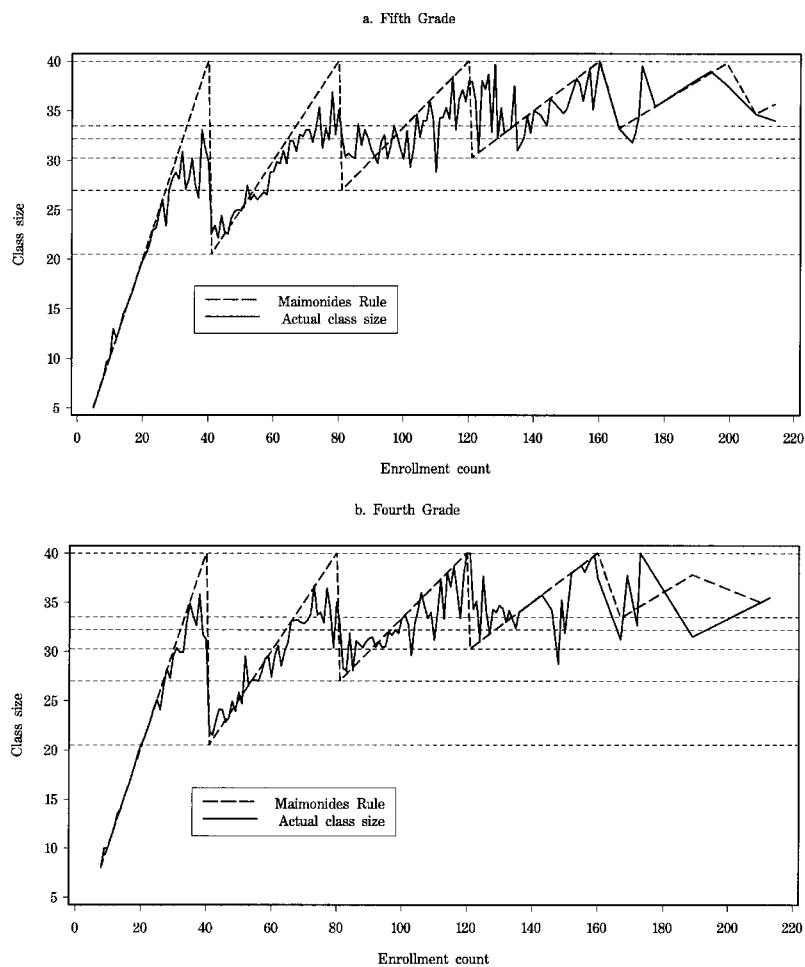 a. Fifth Grade
40
35
30
25
20
15
10
5
Class size
Maimonides Rule
Actual class size
0 20 40 60 80 100 120 140 160 180 200 220
Enrollment count
b. Fourth Grade
40
35
30
25
20
15
10
5
Class size
Maimonides Rule
Actual class size
0 20 40 60 80 100 120 140 160 180 200 220
Enrollment count